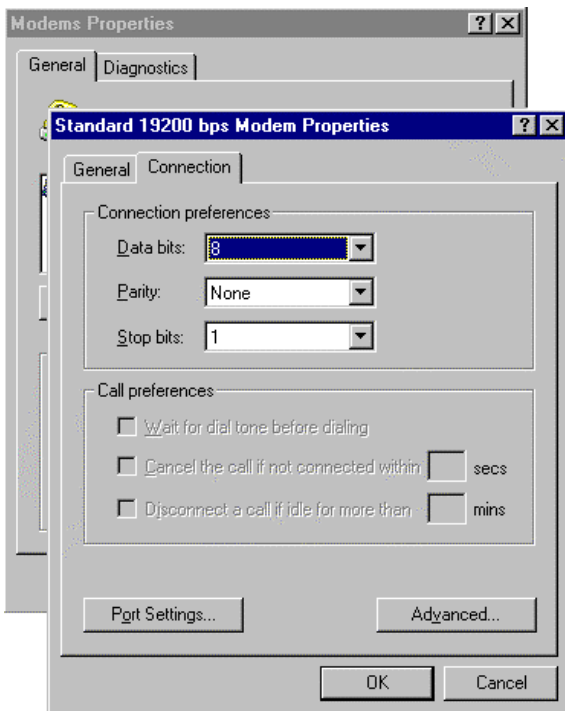 Modems Properties
General Diagnostics
Standard 19200 bps Modem Properties
General Connection
Connection preferences
Data bits: 8
Parity: None
Stop bits: 1
Call preferences
Wait for dial tone before dialing
Cancel the call if not connected within secs
Disconnect a call if idle for more than mins
Port Settings... Advanced...
OK Cancel